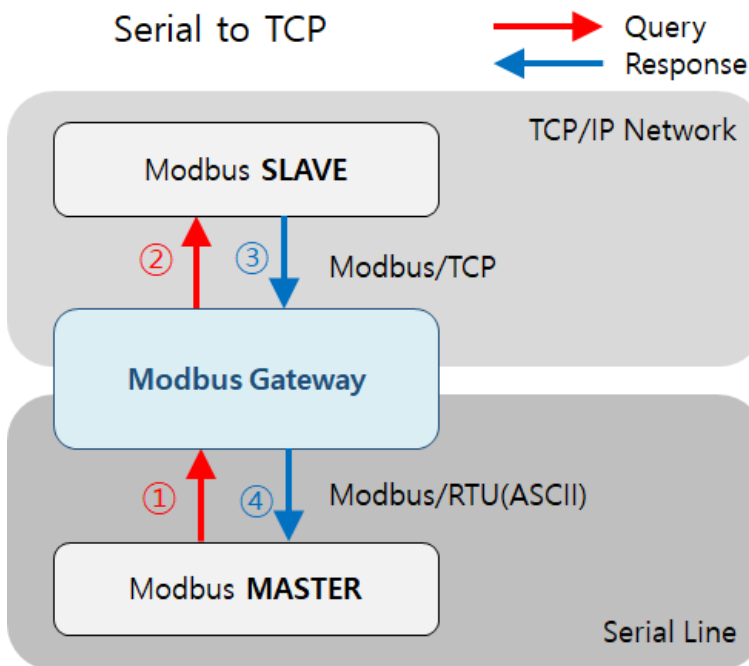 Serial to TCP
Query
Response
TCP/IP Network
Modbus SLAVE
②
③
Modbus/TCP
Modbus Gateway
①
④
Modbus/RTU(ASCII)
Modbus MASTER
Serial Line